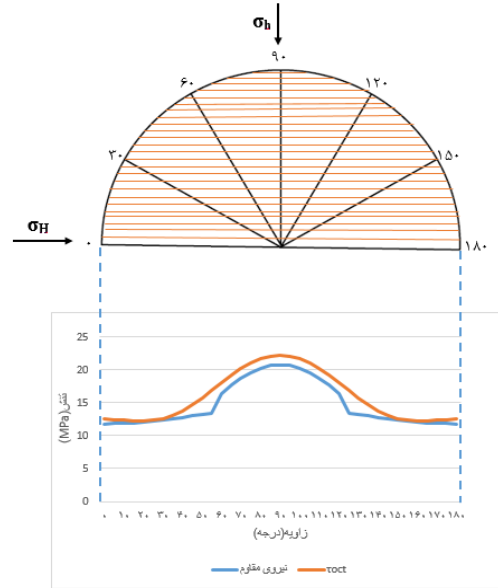 σh
۹۰
۶۰
۱۲۰
۳۰
۱۵۰
σH
۰
۱۸۰
25
20
15
10
5
0
تنش(MPa)
۰ ۱۰ ۲۰ ۳۰ ۴۰ ۵۰ ۶۰ ۷۰ ۸۰ ۹۰ ۱۰۰ ۱۱۰ ۱۲۰ ۱۳۰ ۱۴۰ ۱۵۰ ۱۶۰ ۱۷۰ ۱۸۰
زاویه(درجه)
نیروی مقاوم
τoct